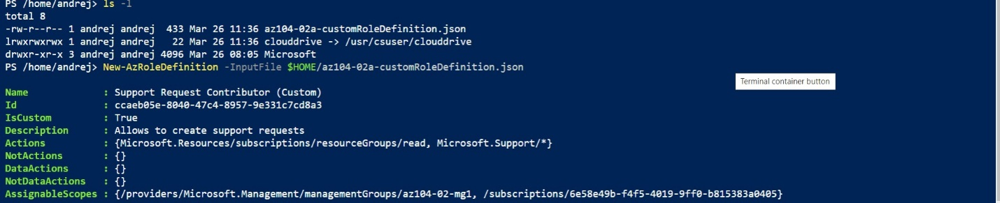 PS /home/andrej> ls -l
total 8
-rw-r--r-- 1 andrej andrej  433 Mar 26 11:36 az104-02a-customRoleDefinition.json
lrwxrwxrwx 1 andrej andrej   22 Mar 26 11:36 clouddrive -> /usr/csuser/clouddrive
drwxr-xr-x 3 andrej andrej 4096 Mar 26 08:05 Microsoft
PS /home/andrej> New-AzRoleDefinition -InputFile $HOME/az104-02a-customRoleDefinition.json
Terminal container button
Name             : Support Request Contributor (Custom)
Id               : ccaeb05e-8040-47c4-8957-9e331c7cd8a3
IsCustom         : True
Description      : Allows to create support requests
Actions          : {Microsoft.Resources/subscriptions/resourceGroups/read, Microsoft.Support/*}
NotActions       : {}
DataActions      : {}
NotDataActions   : {}
AssignableScopes : {/providers/Microsoft.Management/managementGroups/az104-02-mg1, /subscriptions/6e58e49b-f4f5-4019-9ff0-b815383a0405}